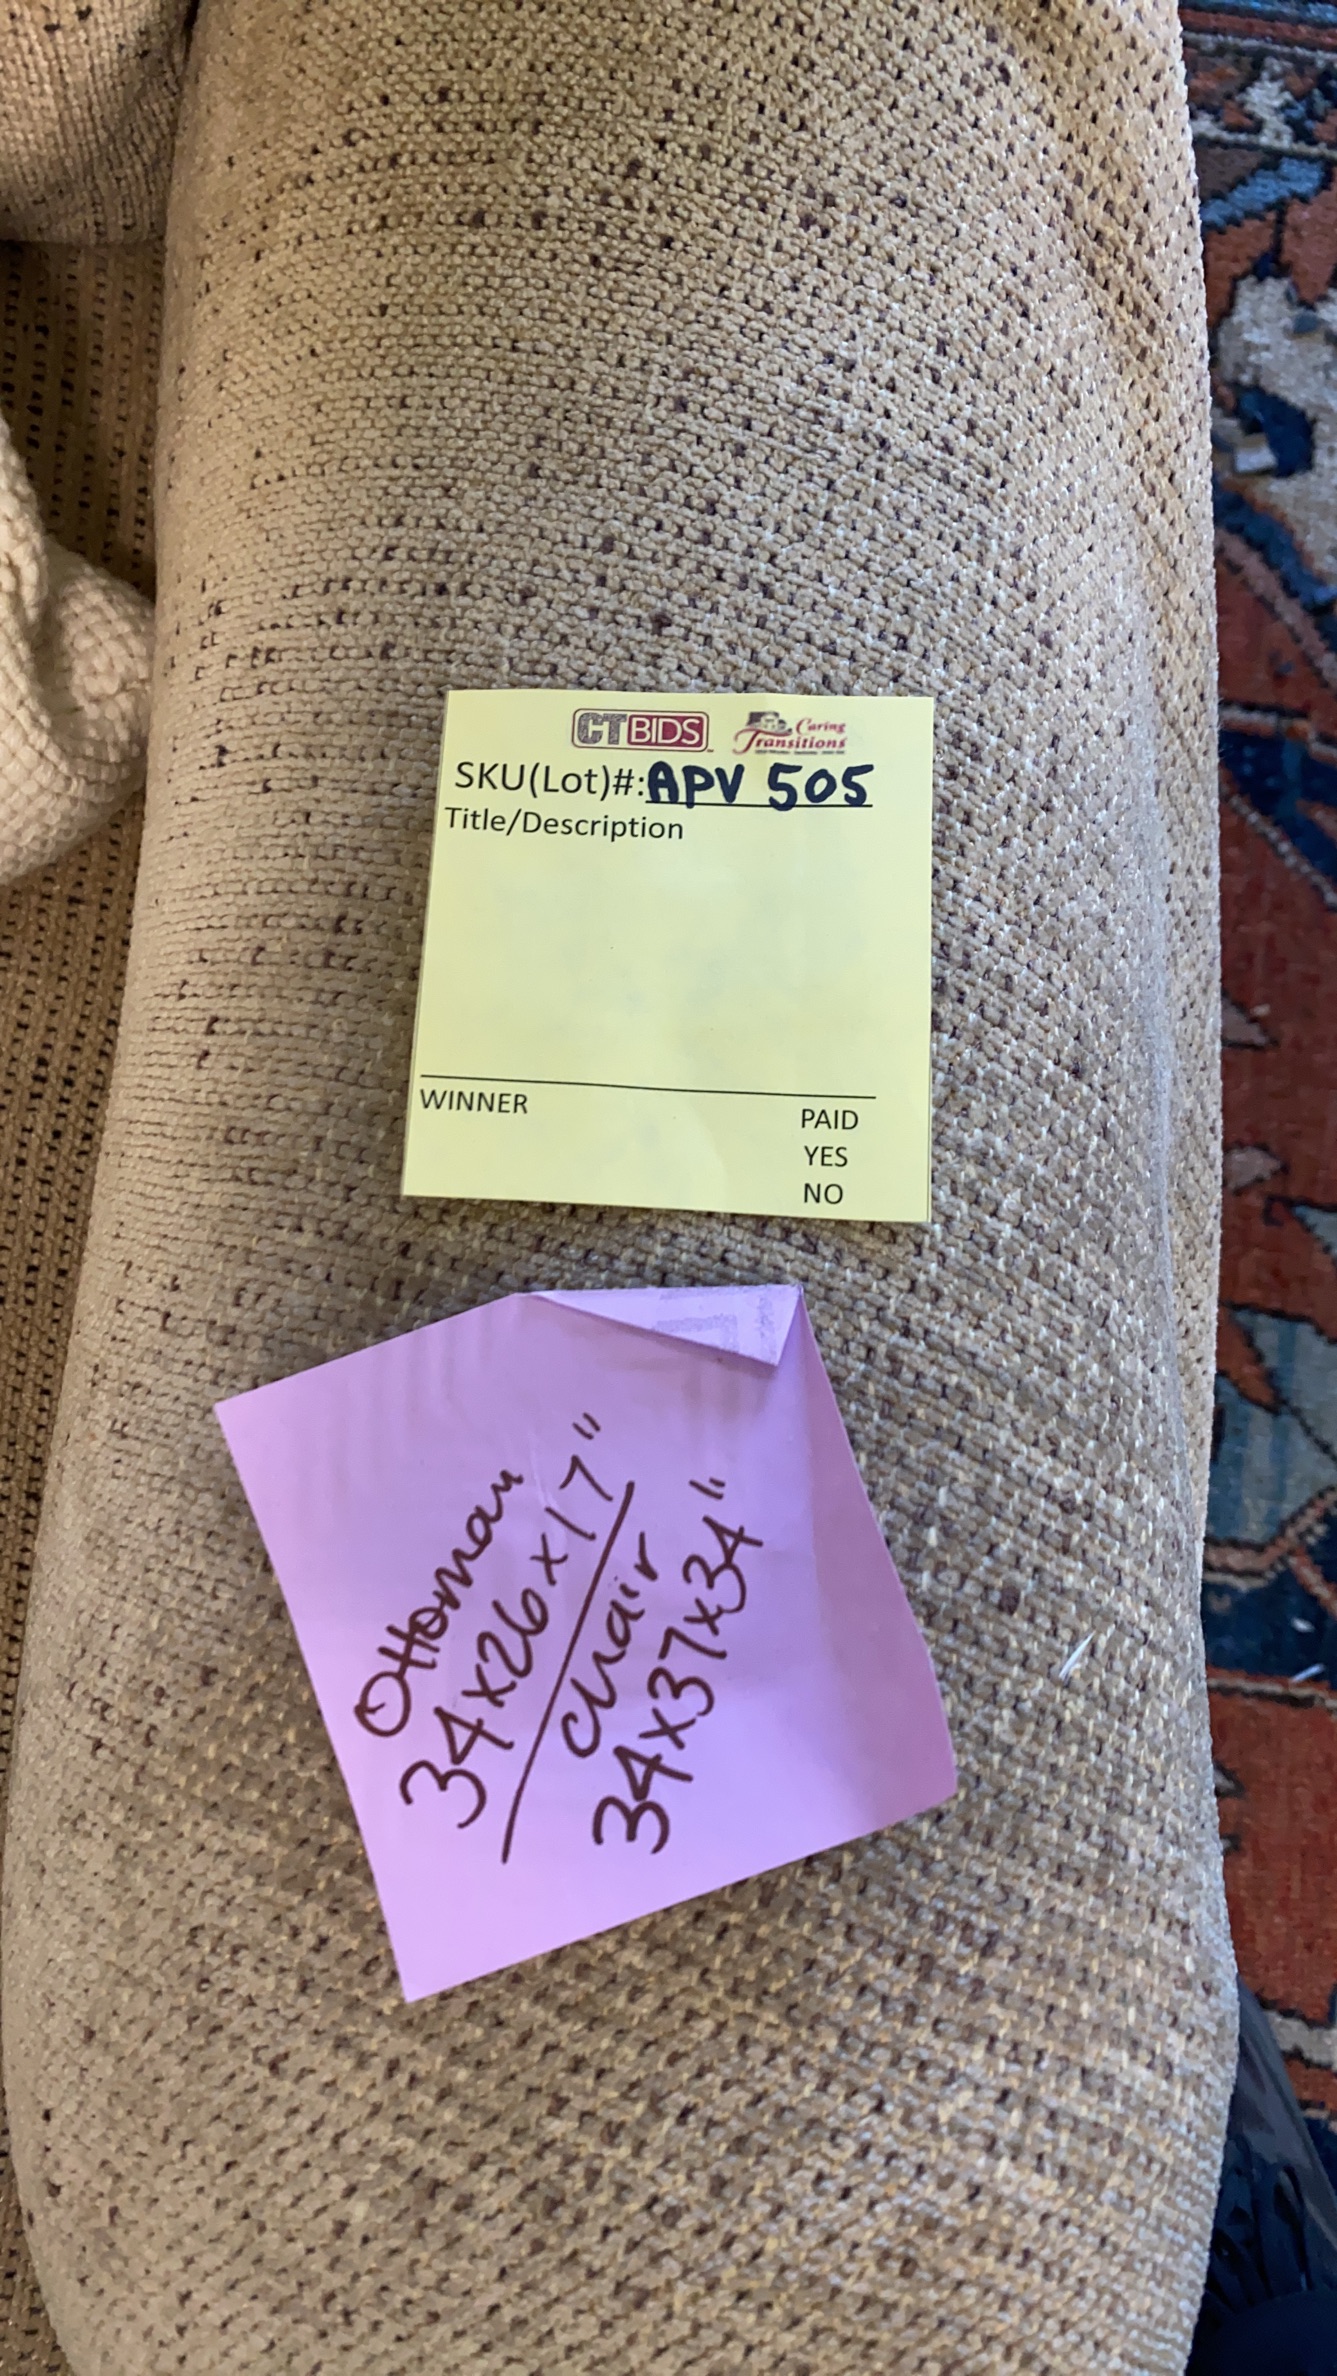 CTBIDS Caring Transitions
SKU(Lot)#: APV 505
Title/Description
WINNER PAID
YES
NO
Ottoman
34x26x17"
chair
34x37x34"